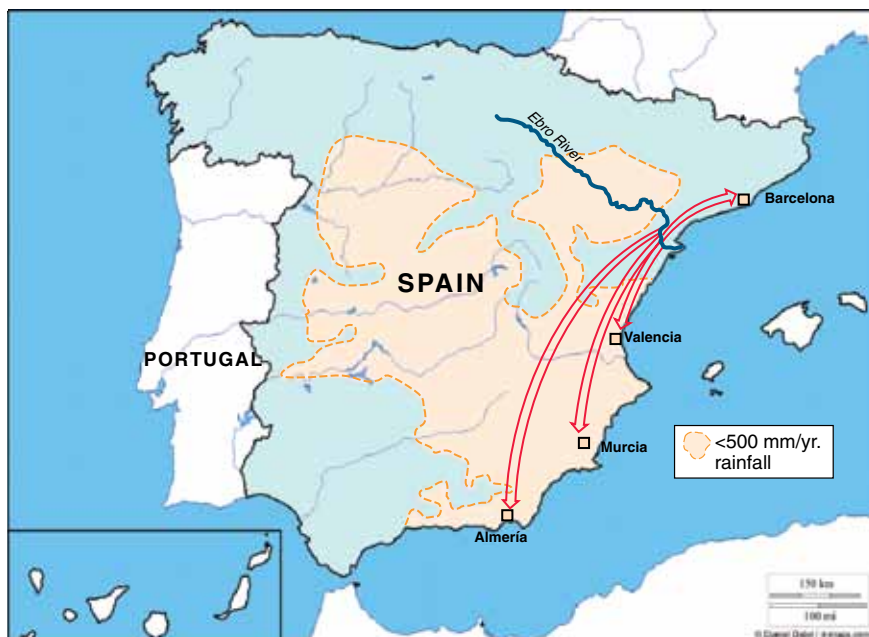 Ebro River
Barcelona
SPAIN
Valencia
PORTUGAL
<500 mm/yr.
rainfall
Murcia
Almería
150 km
100 mi